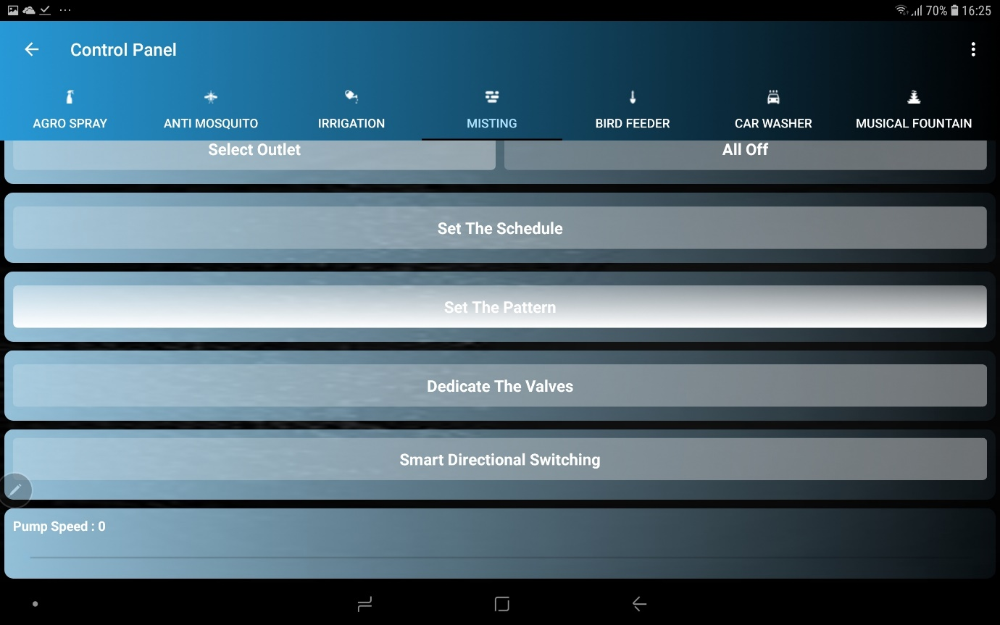 70% 16:25
Control Panel
AGRO SPRAY ANTI MOSQUITO IRRIGATION MISTING BIRD FEEDER CAR WASHER MUSICAL FOUNTAIN
Select Outlet All Off
Set The Schedule
Set The Pattern
Dedicate The Valves
Smart Directional Switching
Pump Speed : 0